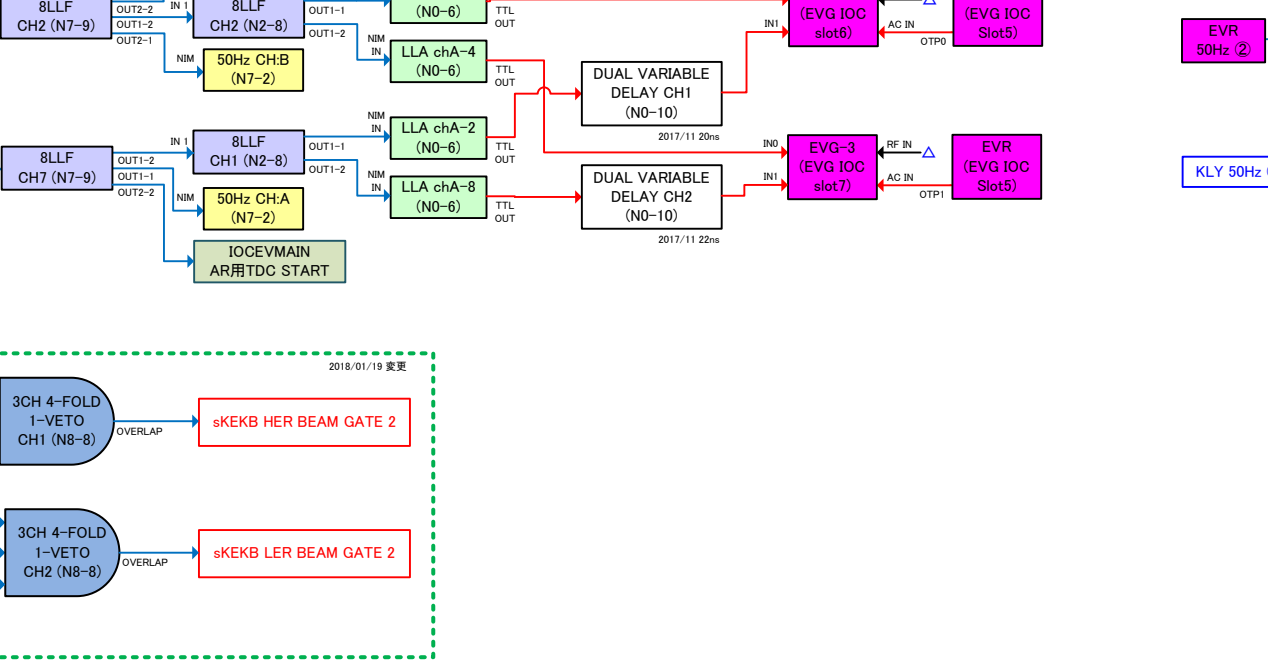 8LLF
CH2 (N7-9)
OUT2-2
OUT1-2
OUT2-1
IN 1
8LLF
CH2 (N2-8)
OUT1-1
OUT1-2
NIM
50Hz CH:B
(N7-2)
(N0-6)
TTL
OUT
NIM
IN
LLA chA-4
(N0-6)
TTL
OUT
DUAL VARIABLE
DELAY CH1
(N0-10)
2017/11 20ns
IN1
(EVG IOC
slot6)
AC IN
OTP0
(EVG IOC
Slot5)
EVR
50Hz ②
8LLF
CH7 (N7-9)
OUT1-2
OUT1-1
OUT2-2
IN 1
8LLF
CH1 (N2-8)
OUT1-1
OUT1-2
NIM
50Hz CH:A
(N7-2)
IOCEVMAIN
AR用TDC START
NIM
IN
LLA chA-2
(N0-6)
TTL
OUT
NIM
IN
LLA chA-8
(N0-6)
TTL
OUT
DUAL VARIABLE
DELAY CH2
(N0-10)
2017/11 22ns
IN0
IN1
EVG-3
(EVG IOC
slot7)
RF IN
AC IN
OTP1
EVR
(EVG IOC
Slot5)
KLY 50Hz
2018/01/19 変更
3CH 4-FOLD
1-VETO
CH1 (N8-8)
OVERLAP
sKEKB HER BEAM GATE 2
3CH 4-FOLD
1-VETO
CH2 (N8-8)
OVERLAP
sKEKB LER BEAM GATE 2